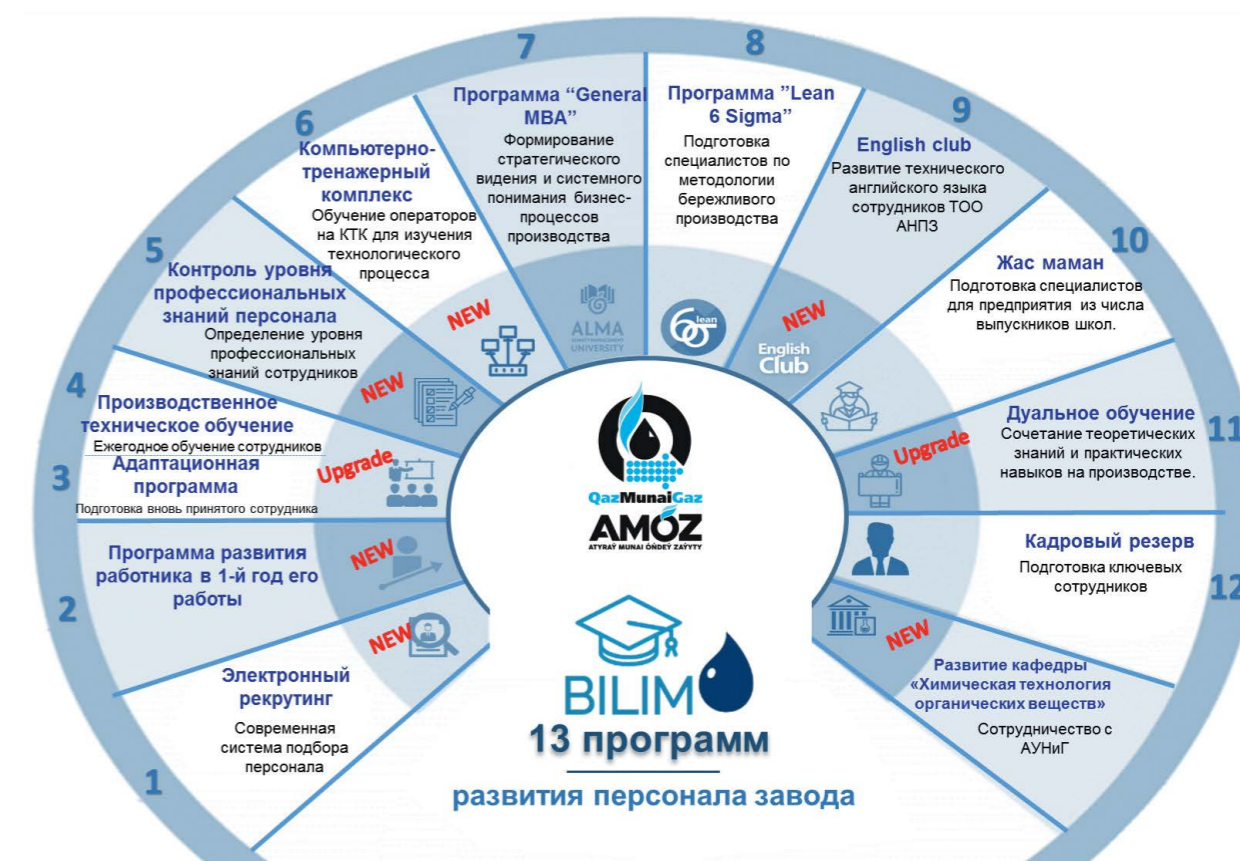 1
Электронный
рекрутинг
Современная
система подбора
персонала
NEW
2
Программа развития
работника в 1-й год его
работы
NEW
3
Адаптационная
программа
Подготовка вновь принятого сотрудника
Upgrade
4
Производственное
техническое обучение
Ежегодное обучение сотрудников
5
Контроль уровня
профессиональных
знаний персонала
Определение уровня
профессиональных
знаний сотрудников
NEW
6
Компьютерно-
тренажерный
комплекс
Обучение операторов
на КТК для изучения
технологического
процесса
NEW
7
Программа “General
MBA”
Формирование
стратегического
видения и системного
понимания бизнес-
процессов
производства
ALMA
UNIVERSITY
8
Программа ”Lean
6 Sigma”
Подготовка
специалистов по
методологии
бережливого
производства
6σ lean
9
English club
Развитие технического
английского языка
сотрудников ТОО
АНПЗ
NEW
English
Club
10
Жас маман
Подготовка специалистов
для предприятия из числа
выпускников школ.
11
Дуальное обучение
Сочетание теоретических
знаний и практических
навыков на производстве.
Upgrade
12
Кадровый резерв
Подготовка ключевых
сотрудников
Развитие кафедры
«Химическая технология
органических веществ»
Сотрудничество с
АУНиГ
NEW
QazMunaiGaz
AMÓZ
ATYRAÝ MUNAI ÓŃDEÝ ZAÝYTY
BILIM
13 программ
развития персонала завода